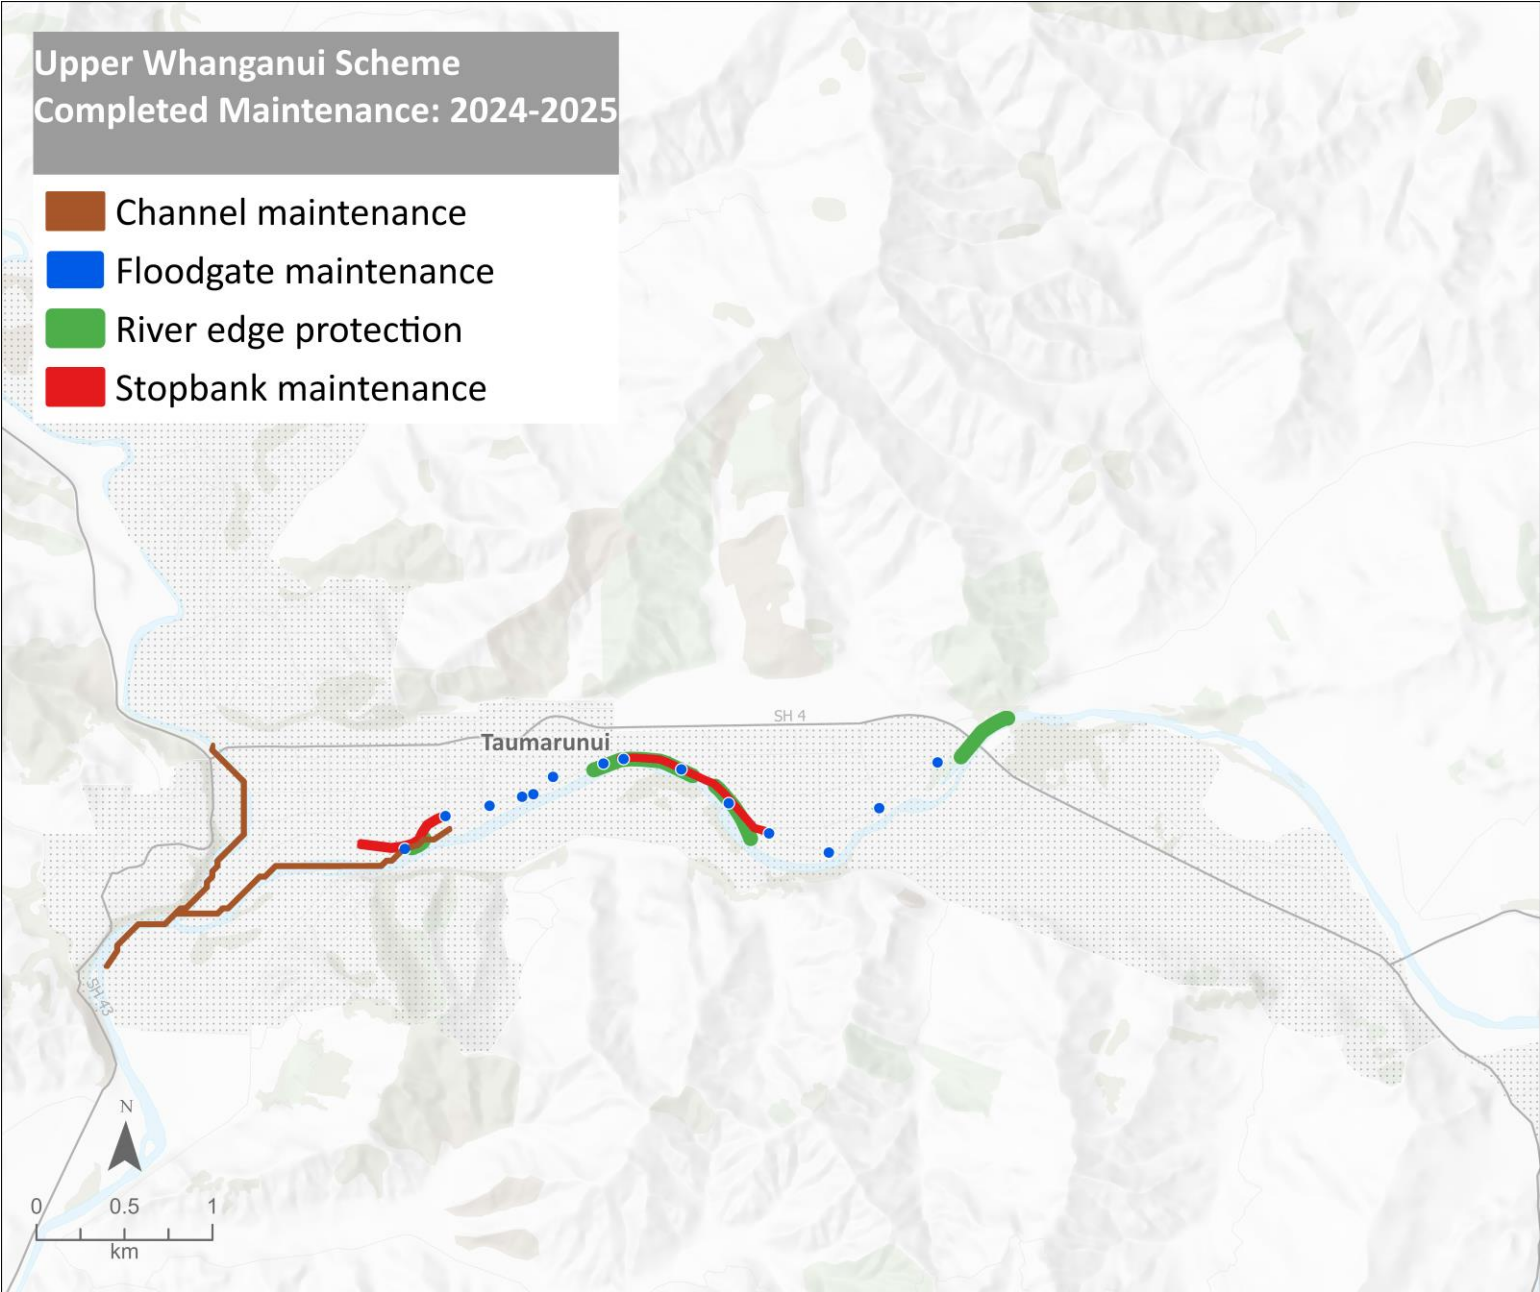 Upper Whanganui Scheme
Completed Maintenance: 2024-2025
Channel maintenance
Floodgate maintenance
River edge protection
Stopbank maintenance
SH 4
Taumarunui
SH 43
N
0 0.5 1
km